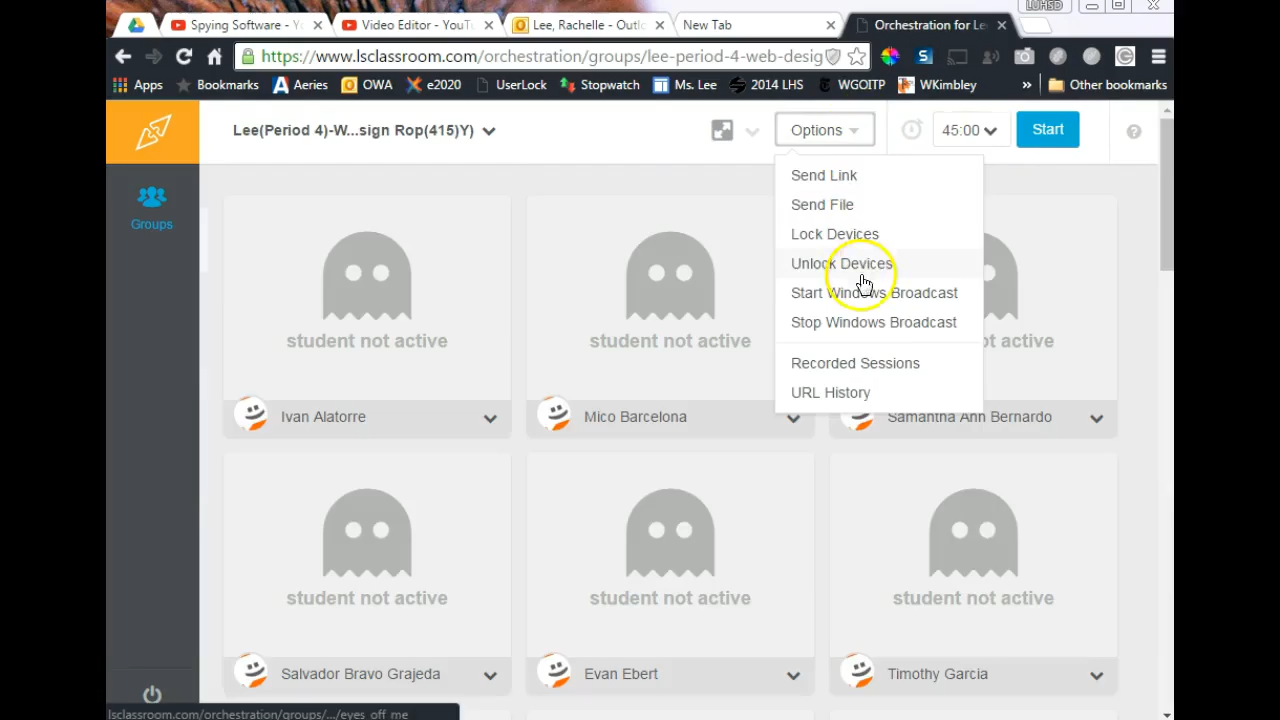 LUHSD
Spying Software - Yo
Video Editor - YouTu
Lee, Rachelle - Outlo
New Tab
Orchestration for Le
https://www.lsclassroom.com/orchestration/groups/lee-period-4-web-desig
Apps
Bookmarks
Aeries
OWA
e2020
UserLock
Stopwatch
Ms. Lee
2014 LHS
WGOITP
WKimbley
»
Other bookmarks
Lee(Period 4)-W...sign Rop(415)Y)
Options
45:00
Start
Groups
Send Link
Send File
Lock Devices
Unlock Devices
Start Windows Broadcast
Stop Windows Broadcast
Recorded Sessions
URL History
student not active
student not active
not active
Ivan Alatorre
Mico Barcelona
Samantha Ann Bernardo
student not active
student not active
student not active
Salvador Bravo Grajeda
Evan Ebert
Timothy Garcia
lsclassroom.com/orchestration/groups/.../eyes_off_me